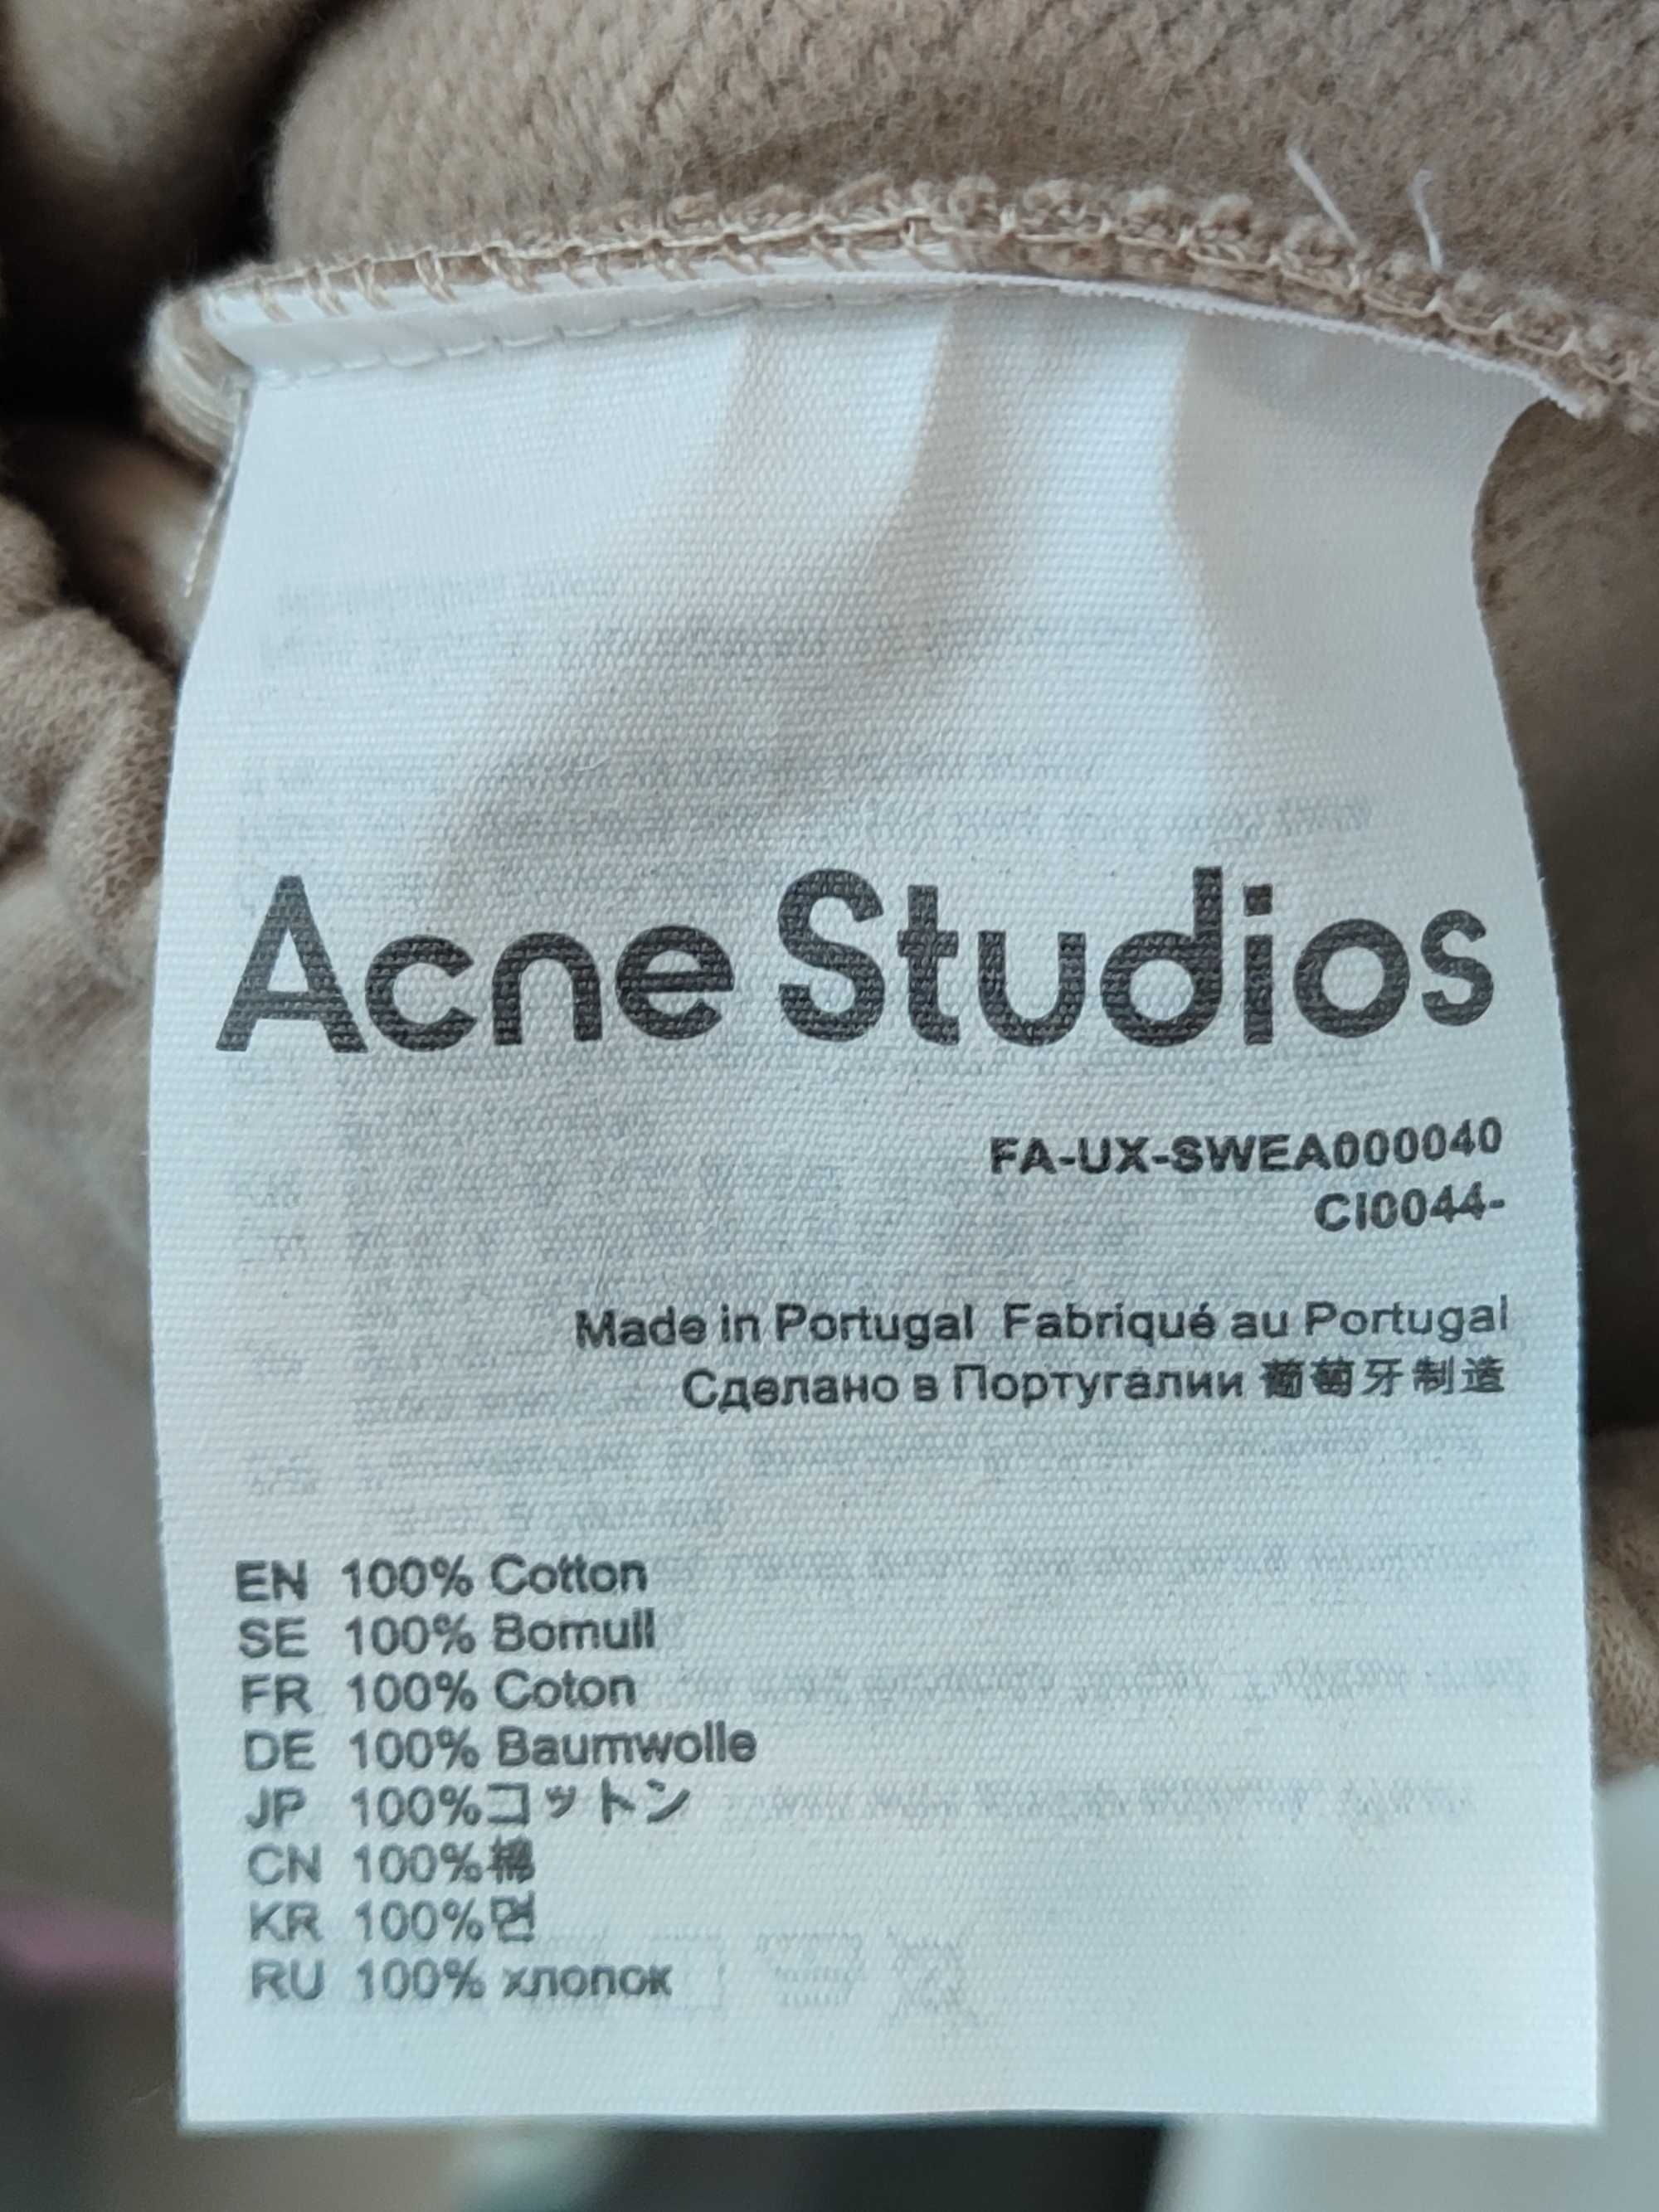 Acne Studios
FA-UX-SWEA000040
CI0044-
Made in Portugal Fabriqué au Portugal
Сделано в Португалии 葡萄牙制造
EN 100% Cotton
SE 100% Bomull
FR 100% Coton
DE 100% Baumwolle
JP 100%コットン
CN 100%棉
KR 100%면
RU 100% хлопок